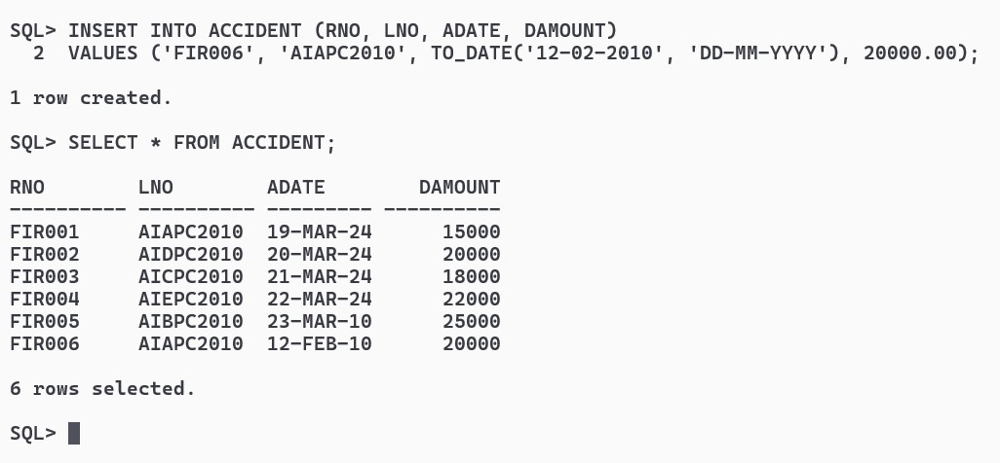 SQL> INSERT INTO ACCIDENT (RNO, LNO, ADATE, DAMOUNT)
  2  VALUES ('FIR006', 'AIAPC2010', TO_DATE('12-02-2010', 'DD-MM-YYYY'), 20000.00);
1 row created.
SQL> SELECT * FROM ACCIDENT;
RNO        LNO        ADATE        DAMOUNT
---------- ---------- --------- ----------
FIR001     AIAPC2010  19-MAR-24      15000
FIR002     AIDPC2010  20-MAR-24      20000
FIR003     AICPC2010  21-MAR-24      18000
FIR004     AIEPC2010  22-MAR-24      22000
FIR005     AIBPC2010  23-MAR-10      25000
FIR006     AIAPC2010  12-FEB-10      20000
6 rows selected.
SQL>